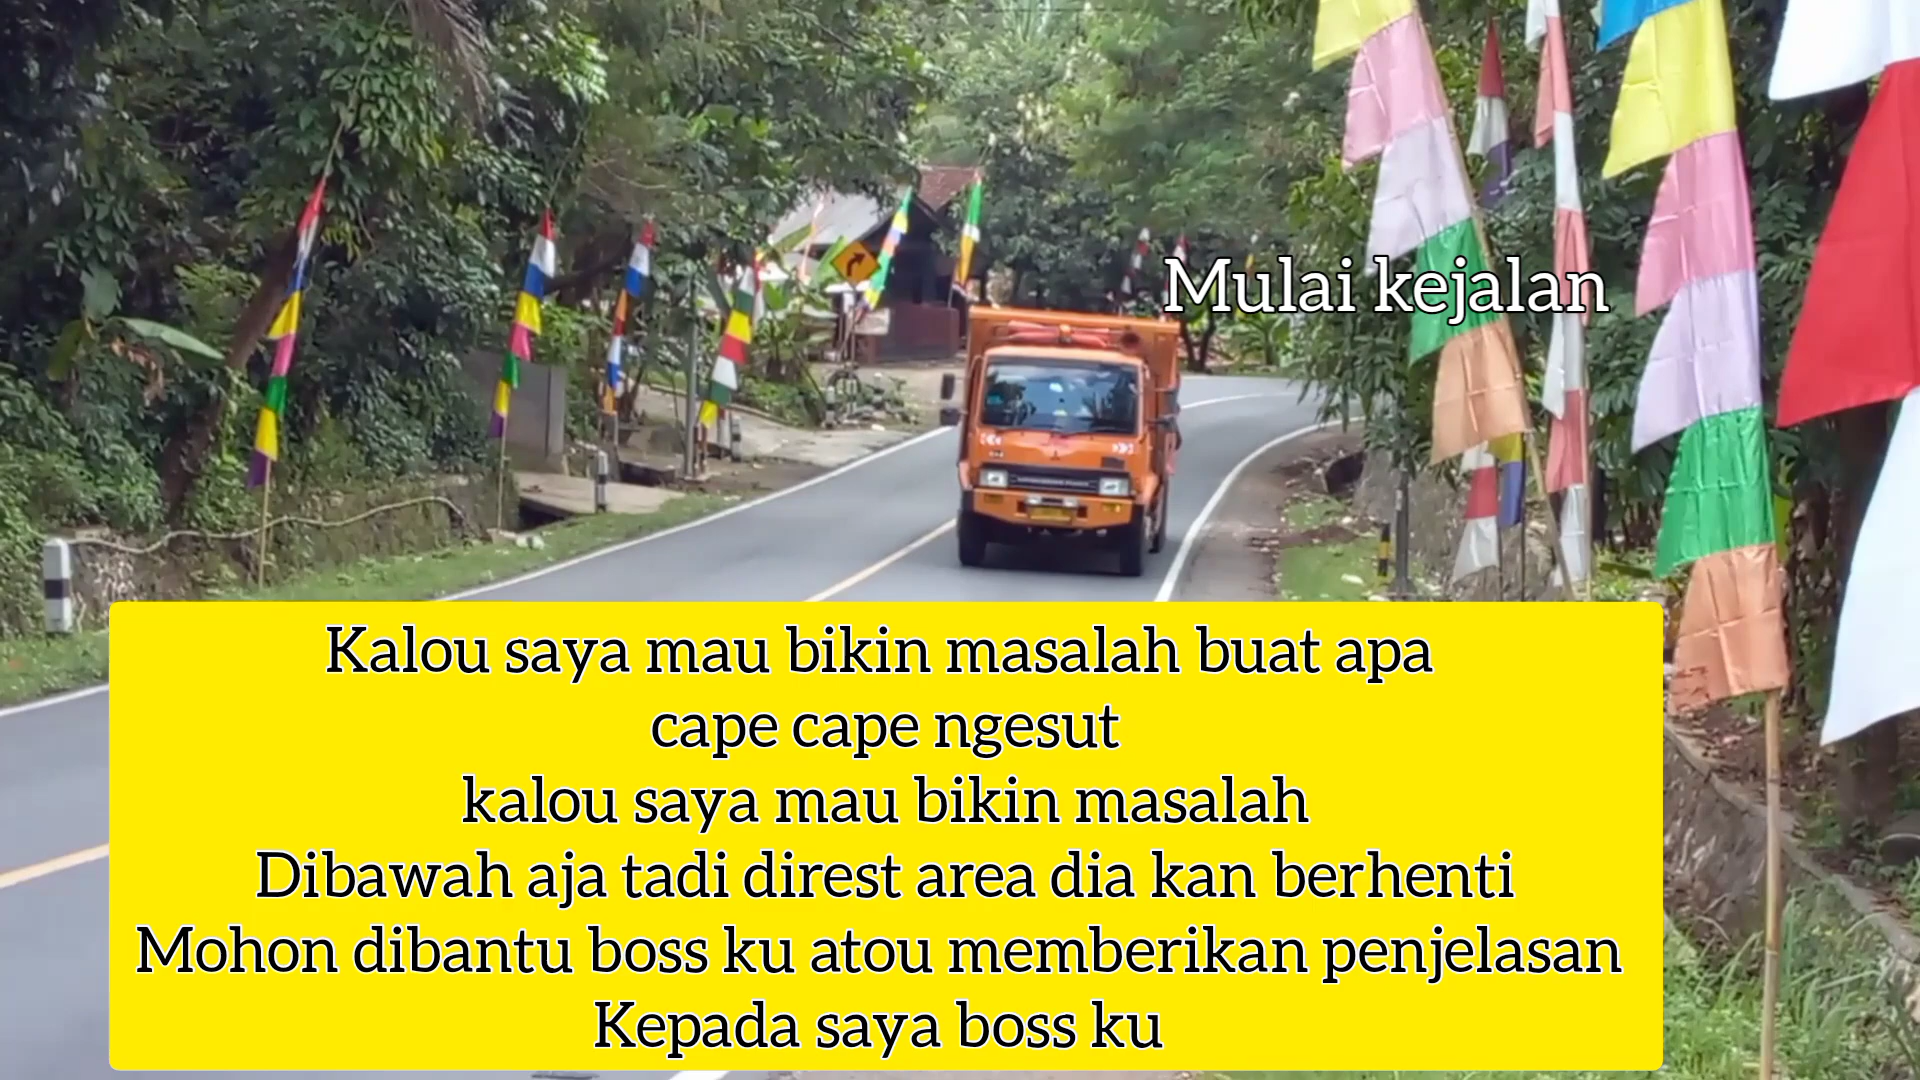 Mulai kejalan
Kalou saya mau bikin masalah buat apa
cape cape ngesut
kalou saya mau bikin masalah
Dibawah aja tadi direst area dia kan berhenti
Mohon dibantu boss ku atou memberikan penjelasan
Kepada saya boss ku